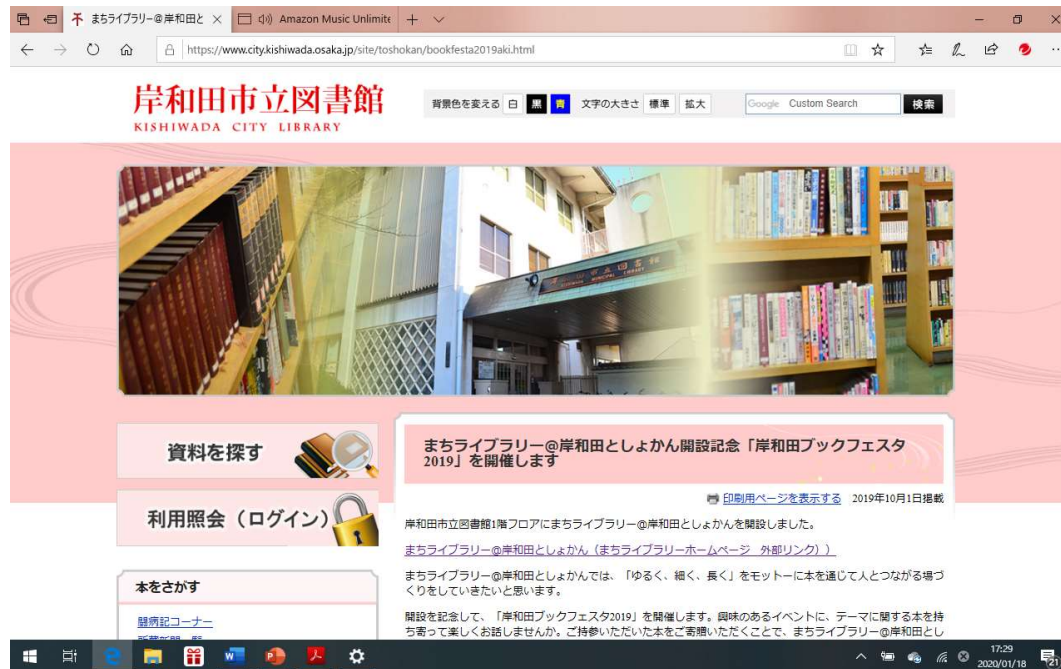 まちライブラリー@岸和田と
Amazon Music Unlimite
https://www.city.kishiwada.osaka.jp/site/toshokan/bookfesta2019aki.html
岸和田市立図書館
KISHIWADA CITY LIBRARY
背景色を変える 白 黒 青 文字の大きさ 標準 拡大 Google Custom Search 検索
資料を探す
利用照会（ログイン）
本をさがす
闘病記コーナー
まちライブラリー@岸和田としょかん開設記念「岸和田ブックフェスタ
2019」を開催します
印刷用ページを表示する 2019年10月1日掲載
岸和田市立図書館1階フロアにまちライブラリー@岸和田としょかんを開設しました。
まちライブラリー@岸和田としょかん（まちライブラリーホームページ　外部リンク））
まちライブラリー@岸和田としょかんでは、「ゆるく、細く、長く」をモットーに本を通じて人とつながる場づ
くりをしていきたいと思います。
開設を記念して、「岸和田ブックフェスタ2019」を開催します。興味のあるイベントに、テーマに関する本を持
ち寄って楽しくお話しませんか。ご持参いただいた本をご寄贈いただくことで、まちライブラリー@岸和田とし
17:29
2020/01/18